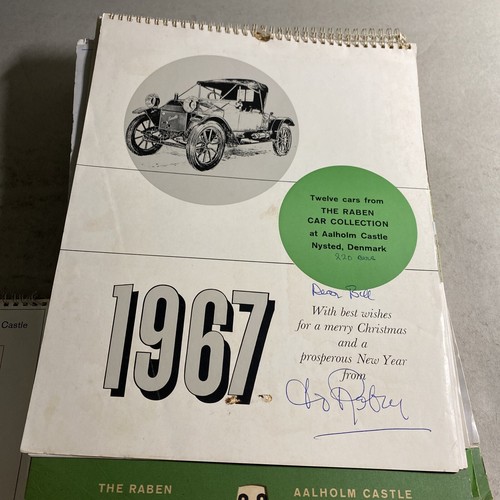 Twelve cars from
THE RABEN
CAR COLLECTION
at Aalholm Castle
Nysted, Denmark
1967
Dear Bill
With best wishes
for a merry Christmas
and a
prosperous New Year
from
Castle
THE RABEN
AALHOLM CASTLE